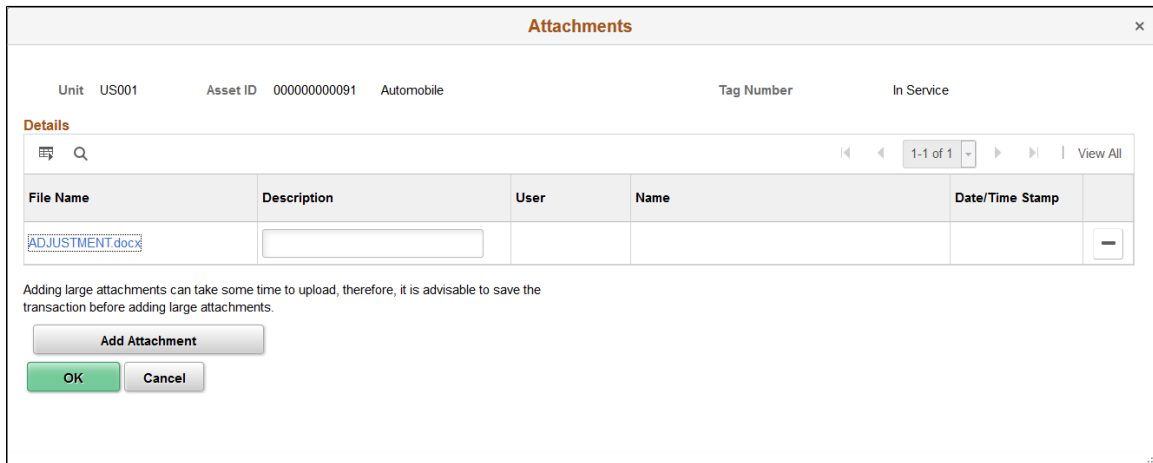 Attachments
Unit US001 Asset ID 000000000091 Automobile Tag Number In Service
Details
1-1 of 1 View All
File Name Description User Name Date/Time Stamp
ADJUSTMENT.docx
Adding large attachments can take some time to upload, therefore, it is advisable to save the
transaction before adding large attachments.
Add Attachment
OK Cancel